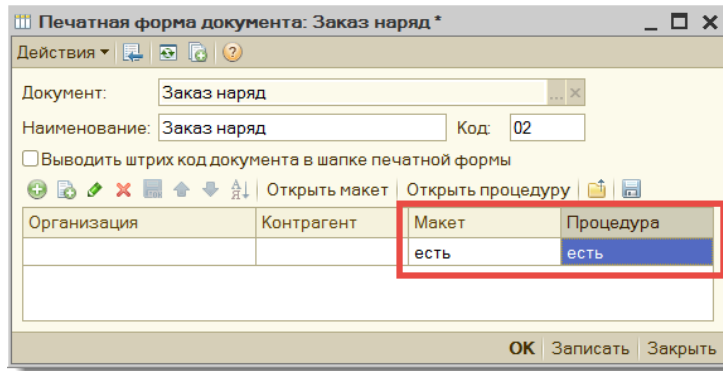 Печатная форма документа: Заказ наряд *
Действия
Документ: Заказ наряд ...
Наименование: Заказ наряд Код: 02
Выводить штрих код документа в шапке печатной формы
Открыть макет Открыть процедуру
Организация Контрагент Макет Процедура
есть есть
ОК Записать Закрыть